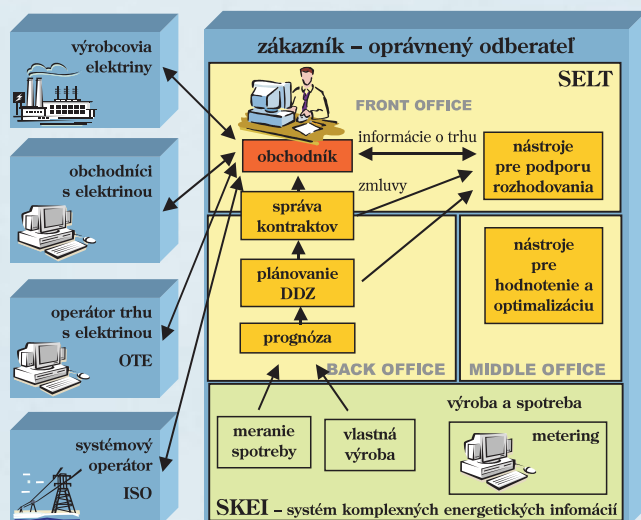 výrobcovia
elektriny
obchodníci
s elektrinou
operátor trhu
s elektrinou
OTE
systémový
operátor
ISO
zákazník – oprávnený odberateľ
SELT
FRONT OFFICE
obchodník
informácie o trhu
zmluvy
nástroje
pre podporu
rozhodovania
správa
kontraktov
plánovanie
DDZ
prognóza
BACK OFFICE
nástroje
pre
hodnotenie a
optimalizáciu
MIDDLE OFFICE
meranie
spotreby
vlastná
výroba
výroba a spotreba
metering
SKEI – systém komplexných energetických infomácií